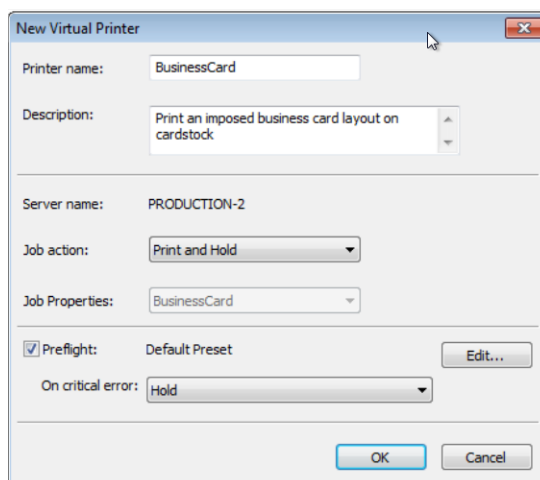 New Virtual Printer
Printer name: BusinessCard
Description: Print an imposed business card layout on
cardstock
Server name: PRODUCTION-2
Job action: Print and Hold
Job Properties: BusinessCard
Preflight: Default Preset Edit...
On critical error: Hold
OK Cancel